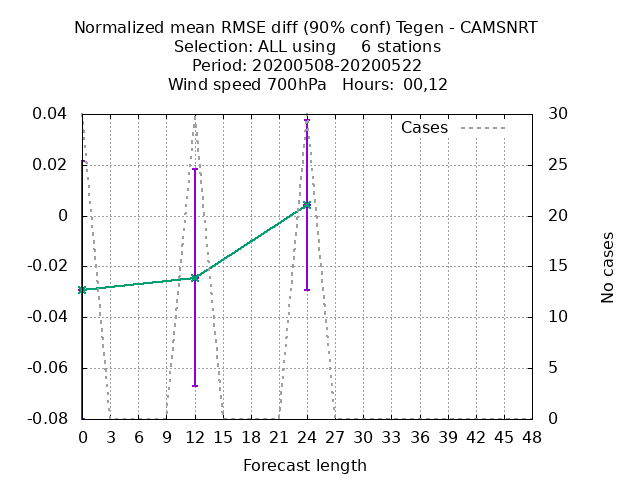 Normalized mean RMSE diff (90% conf) Tegen - CAMSNRT
Selection: ALL using     6 stations
Period: 20200508-20200522
Wind speed 700hPa   Hours:  00,12
Cases
0.04
0.02
0
-0.02
-0.04
-0.06
-0.08
30
25
20
15
10
5
0
No cases
0 3 6 9 12 15 18 21 24 27 30 33 36 39 42 45 48
Forecast length